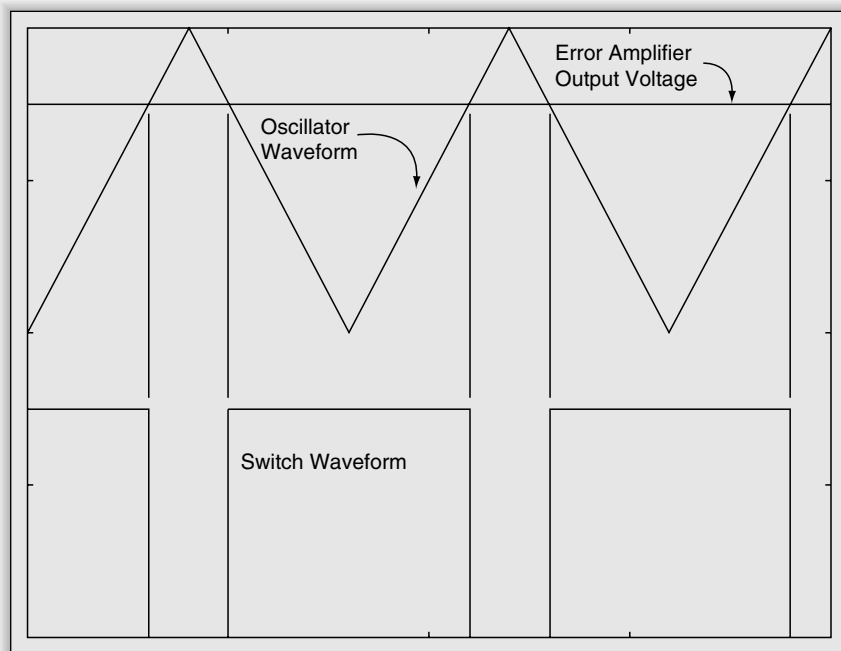 Error Amplifier
Output Voltage
Oscillator
Waveform
Switch Waveform